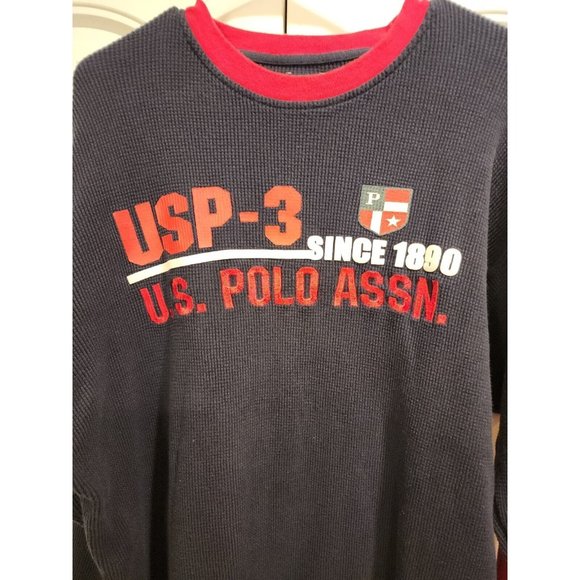 USP-3
P
SINCE 1890
U.S. POLO ASSN.